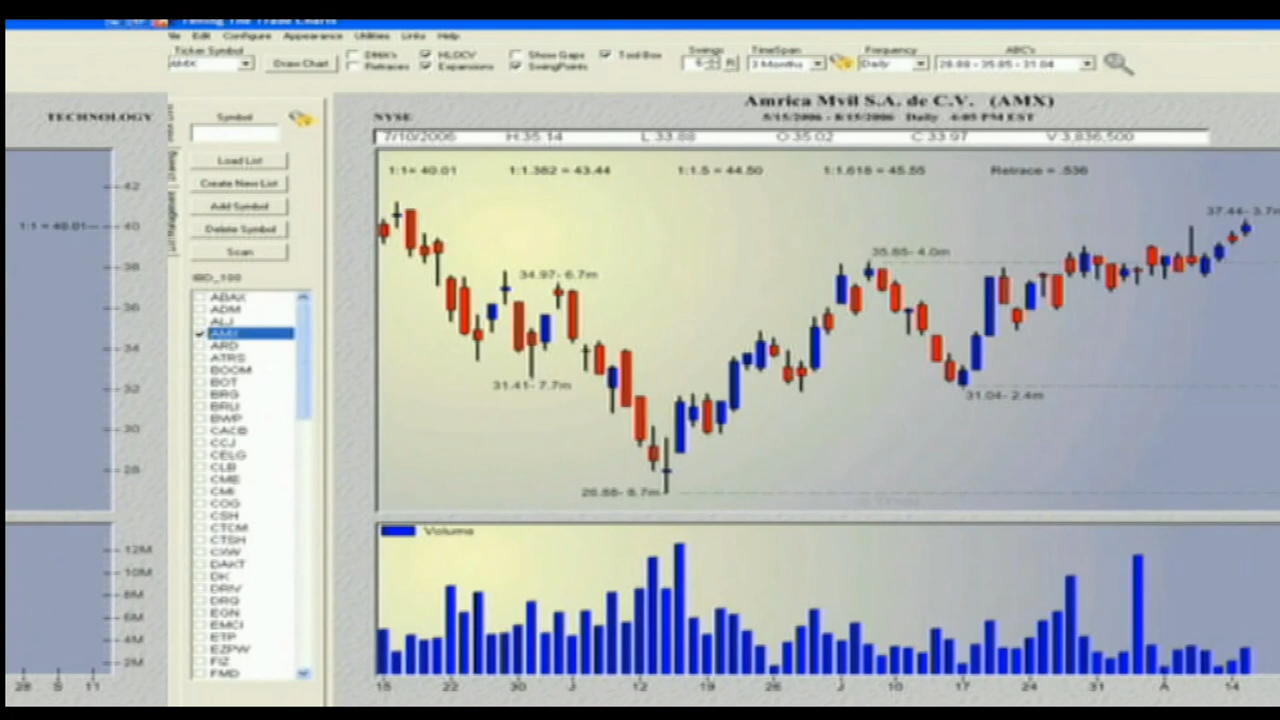 Timing The Trade Charts
File Edit Configure Appearance Utilities Links Help
Ticker Symbol
AMX
Draw Chart
DMA's
Retraces
HLOCV
Expansions
Show Gaps
SwingPoints
Tool Box
Swings
TimeSpan
3 Months
Frequency
Daily
ABC's
28.88 - 35.85 - 31.04
TECHNOLOGY
42
1:1 = 40.01
40
38
36
34
32
30
28
12M
10M
8M
6M
4M
2M
28 S 11
Symbol
Load List
Create New List
Add Symbol
Delete Symbol
Scan
IBD_100
ABAX
ADM
ALJ
AMX
ARD
ATRS
BOOM
BOT
BRG
BRLI
BWP
CACB
CCJ
CELG
CLB
CME
CMI
COG
CSH
CTCM
CTSH
CXW
DAKT
DK
DRIV
DRQ
EGN
EMCI
ETP
EZPW
FIZ
FMD
Amrica Mvil S.A. de C.V. (AMX)
NYSE
5/15/2006 - 8/15/2006 Daily 4:05 PM EST
7/10/2006 H:35.14 L:33.88 O:35.02 C:33.97 V:3,836,500
1:1= 40.01 1:1.382 = 43.44 1:1.5 = 44.50 1:1.618 = 45.55 Retrace = .536
37.44- 3.7m
35.85- 4.0m
34.97- 6.7m
31.41- 7.7m
31.04- 2.4m
28.88- 8.7m
Volume
15 22 30 J 12 19 26 J 10 17 24 31 A 14